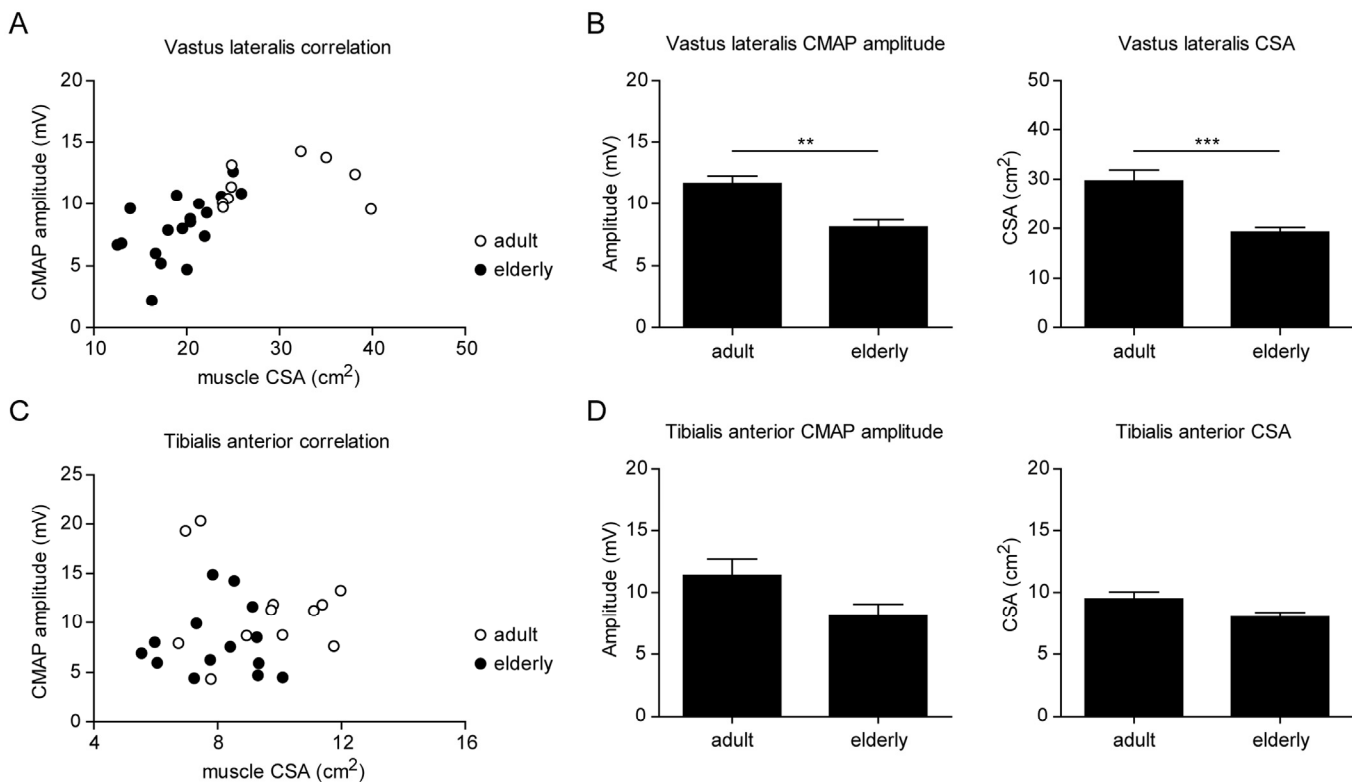 A
Vastus lateralis correlation
20
15
10
5
0
CMAP amplitude (mV)
10 20 30 40 50
muscle CSA (cm²)
adult
elderly
B
Vastus lateralis CMAP amplitude
20
15
10
5
0
Amplitude (mV)
**
adult elderly
Vastus lateralis CSA
50
40
30
20
10
0
CSA (cm²)
***
adult elderly
C
Tibialis anterior correlation
25
20
15
10
5
0
CMAP amplitude (mV)
4 8 12 16
muscle CSA (cm²)
adult
elderly
D
Tibialis anterior CMAP amplitude
20
15
10
5
0
Amplitude (mV)
adult elderly
Tibialis anterior CSA
20
15
10
5
0
CSA (cm²)
adult elderly